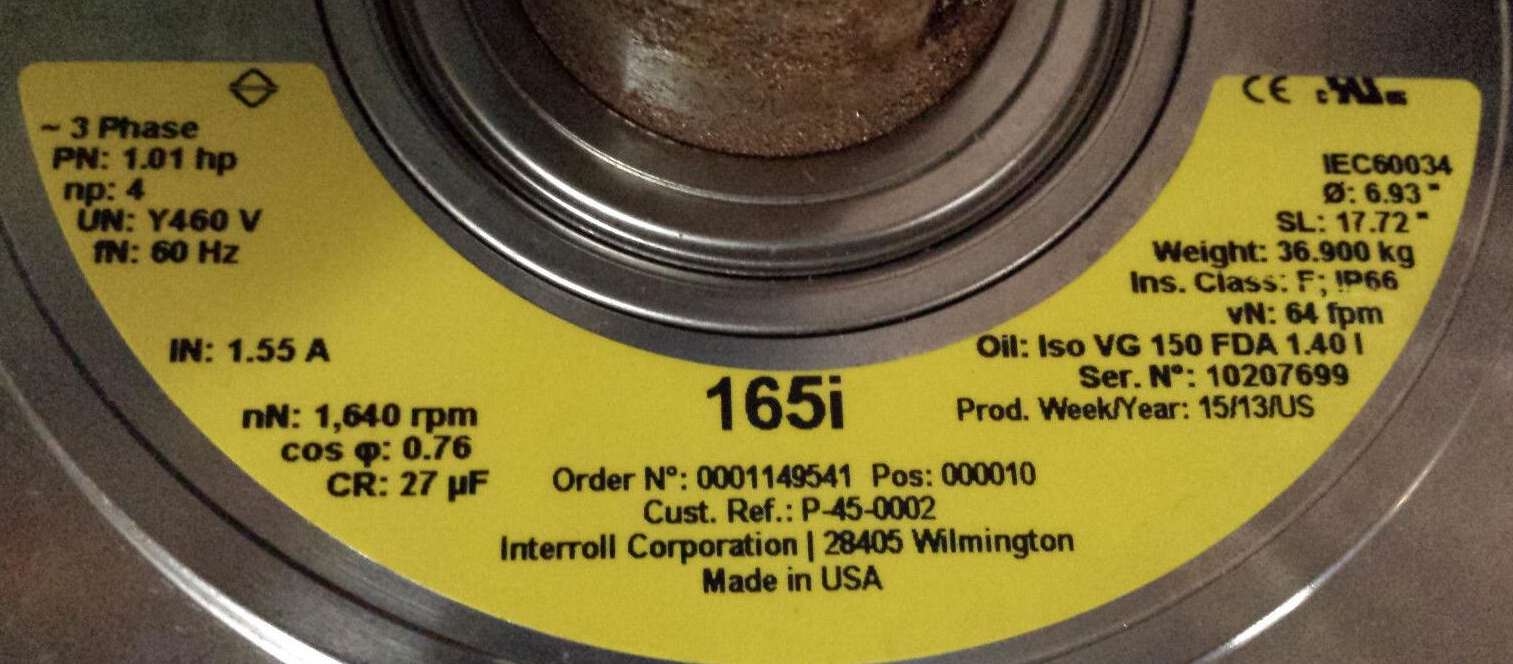 ~ 3 Phase
PN: 1.01 hp
np: 4
UN: Y460 V
fN: 60 Hz
IN: 1.55 A
nN: 1,640 rpm
cos φ: 0.76
CR: 27 µF
165i
Order N°: 0001149541 Pos: 000010
Cust. Ref.: P-45-0002
Interroll Corporation | 28405 Wilmington
Made in USA
CE
IEC60034
Ø: 6.93 "
SL: 17.72 "
Weight: 36.900 kg
Ins. Class: F; IP66
vN: 64 fpm
Oil: Iso VG 150 FDA 1.40 l
Ser. N°: 10207699
Prod. Week/Year: 15/13/US